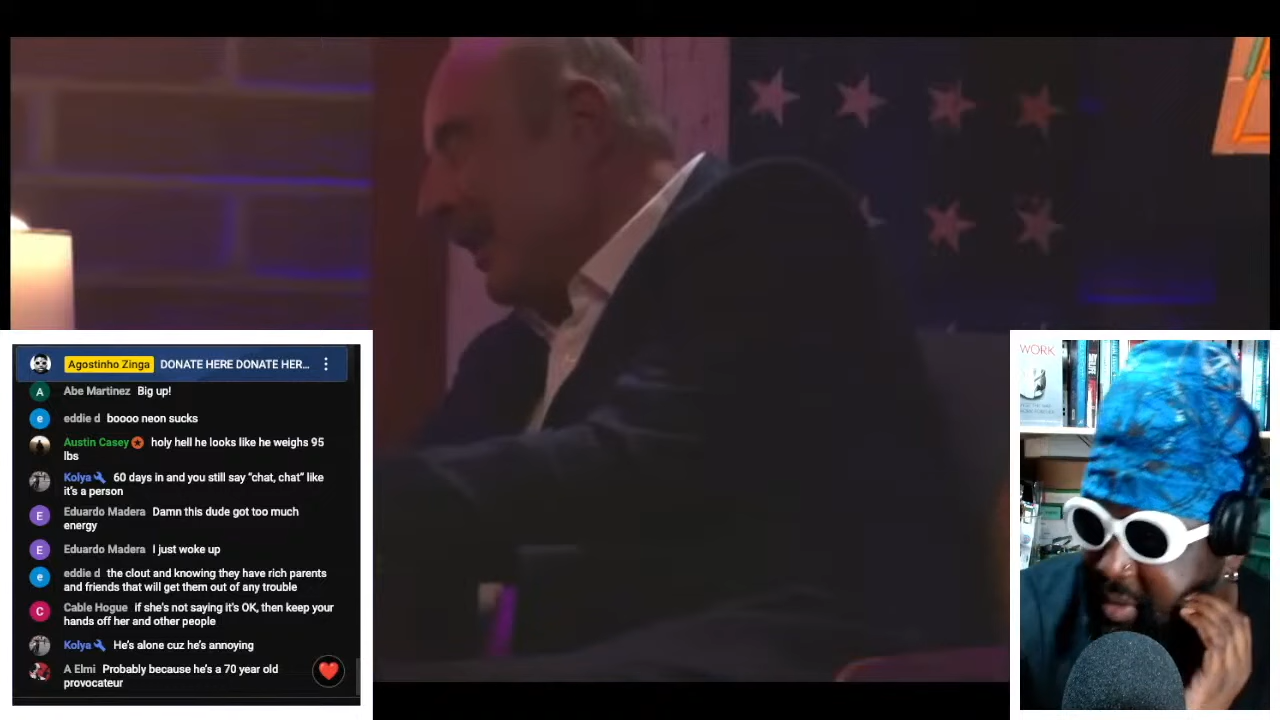 WORK
Agostinho Zinga DONATE HERE DONATE HER...
Abe Martinez Big up!
eddie d boooo neon sucks
Austin Casey holy hell he looks like he weighs 95
lbs
Kolya 60 days in and you still say “chat, chat” like
it's a person
Eduardo Madera Damn this dude got too much
energy
Eduardo Madera I just woke up
eddie d the clout and knowing they have rich parents
and friends that will get them out of any trouble
Cable Hogue if she's not saying it's OK, then keep your
hands off her and other people
Kolya He's alone cuz he's annoying
A Elmi Probably because he's a 70 year old
provocateur